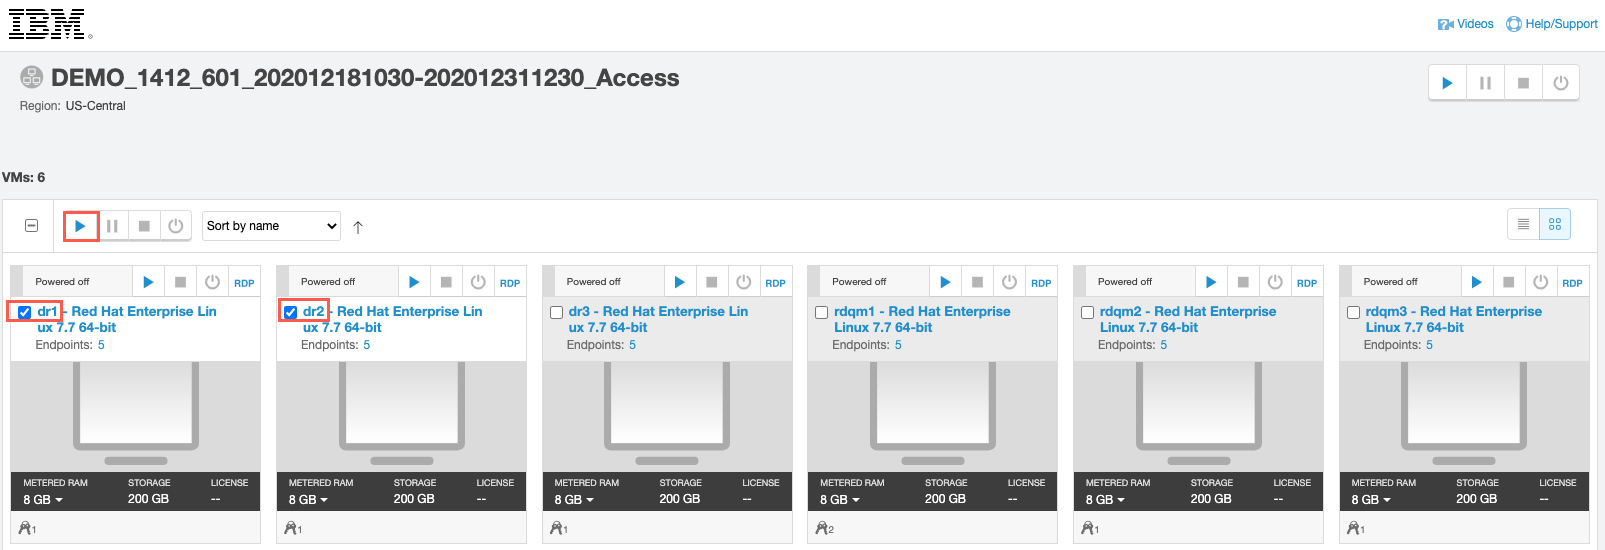 IBM
Videos
Help/Support
DEMO_1412_601_202012181030-202012311230_Access
Region: US-Central
VMs: 6
Sort by name
Powered off
RDP
dr1 - Red Hat Enterprise Lin
ux 7.7 64-bit
Endpoints: 5
METERED RAM STORAGE LICENSE
8 GB 200 GB --
1
Powered off
RDP
dr2 - Red Hat Enterprise Lin
ux 7.7 64-bit
Endpoints: 5
METERED RAM STORAGE LICENSE
8 GB 200 GB --
1
Powered off
RDP
dr3 - Red Hat Enterprise Lin
ux 7.7 64-bit
Endpoints: 5
METERED RAM STORAGE LICENSE
8 GB 200 GB --
1
Powered off
RDP
rdqm1 - Red Hat Enterprise
Linux 7.7 64-bit
Endpoints: 5
METERED RAM STORAGE LICENSE
8 GB 200 GB --
2
Powered off
RDP
rdqm2 - Red Hat Enterprise
Linux 7.7 64-bit
Endpoints: 5
METERED RAM STORAGE LICENSE
8 GB 200 GB --
1
Powered off
RDP
rdqm3 - Red Hat Enterprise
Linux 7.7 64-bit
Endpoints: 5
METERED RAM STORAGE LICENSE
8 GB 200 GB --
1